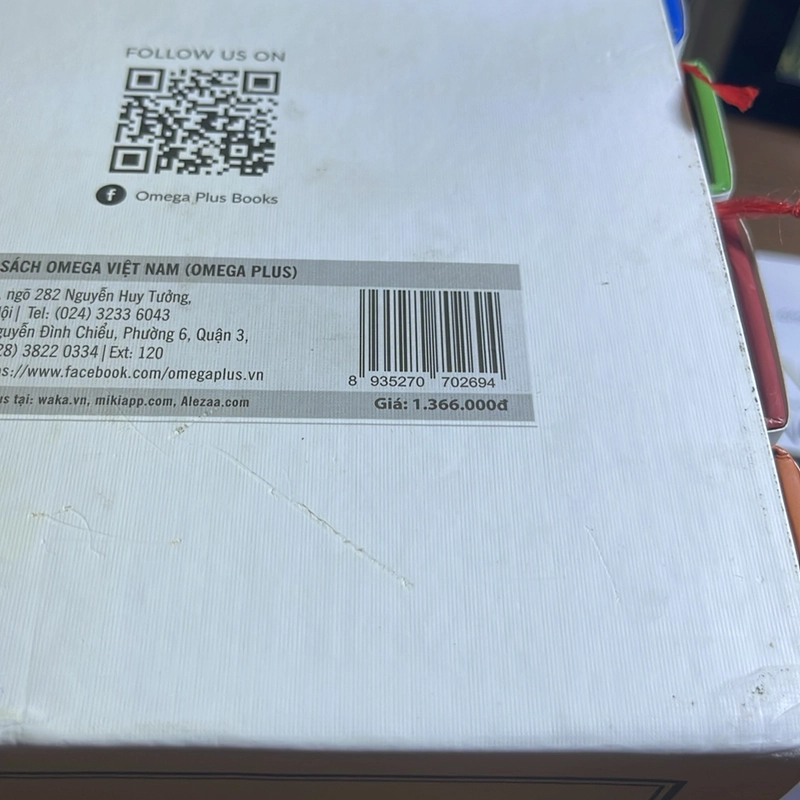 FOLLOW US ON
f Omega Plus Books
SÁCH OMEGA VIỆT NAM (OMEGA PLUS)
, ngõ 282 Nguyễn Huy Tưởng,
ội | Tel: (024) 3233 6043
guyễn Đình Chiểu, Phường 6, Quận 3,
28) 3822 0334 | Ext: 120
s://www.facebook.com/omegaplus.vn
us tại: waka.vn, mikiapp.com, Alezaa.com
8 935270 702694
Giá: 1.366.000đ